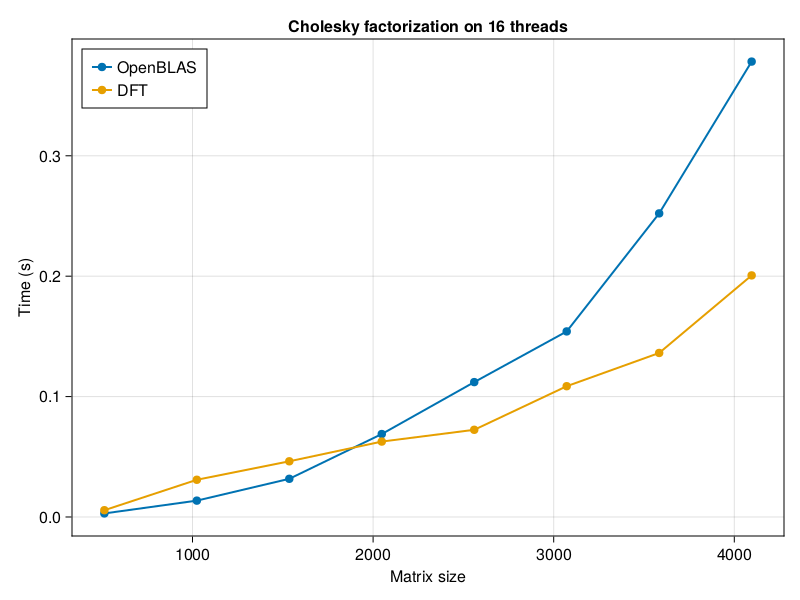 Cholesky factorization on 16 threads
OpenBLAS
DFT
0.3
0.2
0.1
0.0
Time (s)
1000 2000 3000 4000
Matrix size